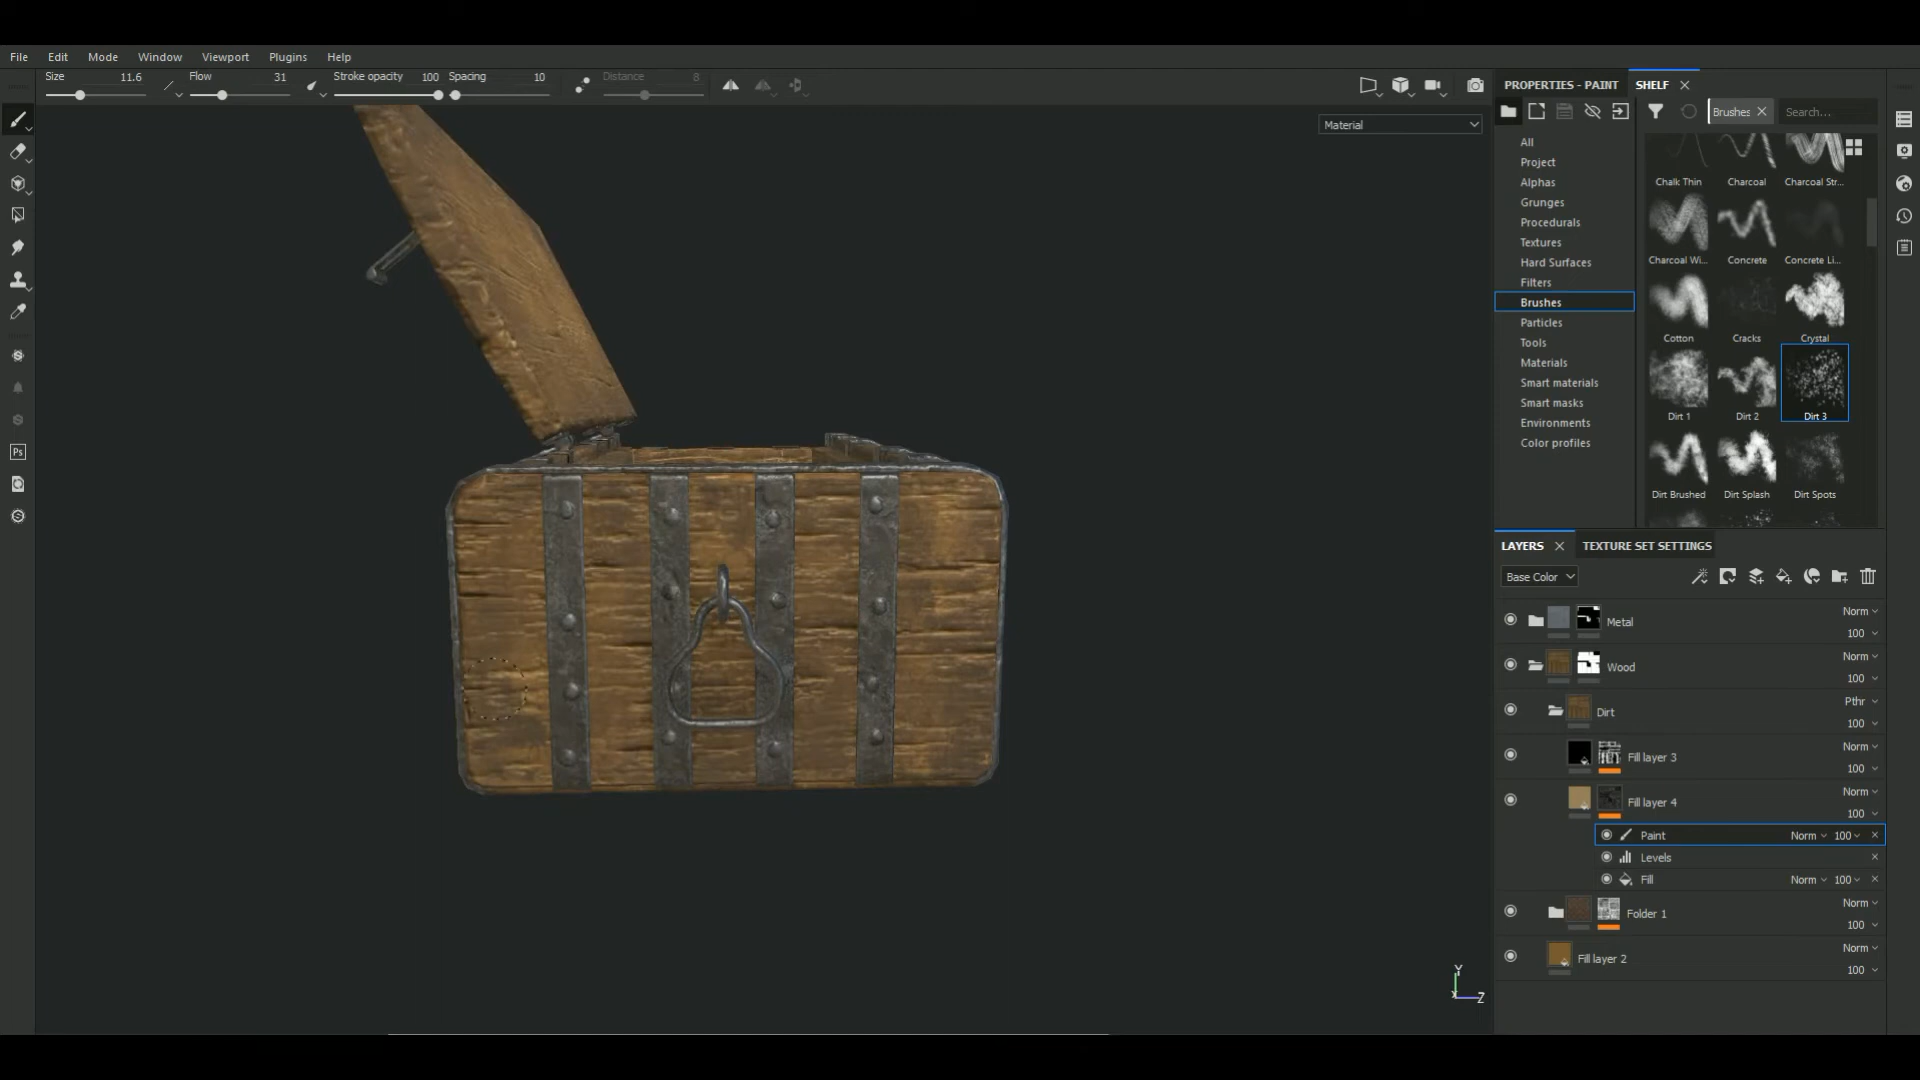 File Edit Mode Window Viewport Plugins Help
Size 11.6 Flow 31 Stroke opacity 100 Spacing 10 Distance 8
Material
PROPERTIES - PAINT SHELF
Brushes Search...
All
Project
Alphas
Grunges
Procedurals
Textures
Hard Surfaces
Filters
Brushes
Particles
Tools
Materials
Smart materials
Smart masks
Environments
Color profiles
Chalk Thin Charcoal Charcoal Str...
Charcoal Wi... Concrete Concrete Li...
Cotton Cracks Crystal
Dirt 1 Dirt 2 Dirt 3
Dirt Brushed Dirt Splash Dirt Spots
LAYERS TEXTURE SET SETTINGS
Base Color
Metal Norm 100
Wood Norm 100
Dirt Pthr 100
Fill layer 3 Norm 100
Fill layer 4 Norm 100
Paint Norm 100
Levels
Fill Norm 100
Folder 1 Norm 100
Fill layer 2 Norm 100
Ps
Y
X Z